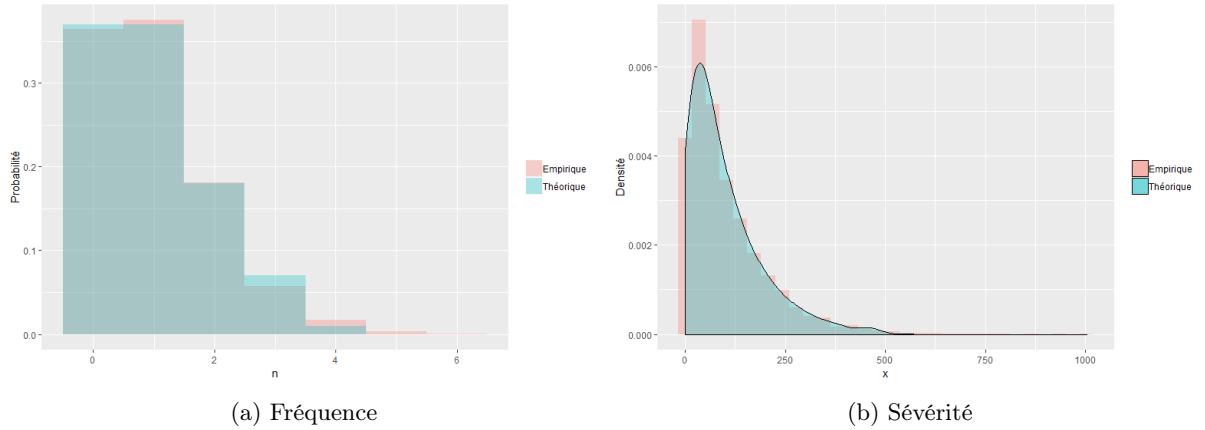 Probabilité
0.3
0.2
0.1
0.0
0
2
4
6
n
Empirique
Théorique
(a) Fréquence
Densité
0.006
0.004
0.002
0.000
0
250
500
750
1000
x
Empirique
Théorique
(b) Sévérité